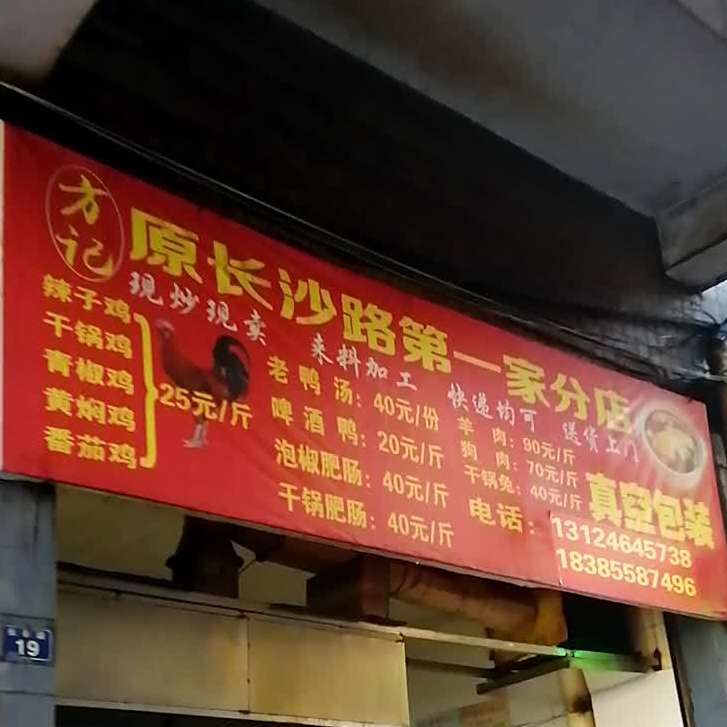 方记
原长沙路第一家分店
现炒现卖 来料加工 快递均可 送货上门
辣子鸡
干锅鸡
青椒鸡
黄焖鸡
番茄鸡
25元/斤
老鸭汤：40元/份
啤酒鸭：20元/斤
泡椒肥肠：40元/斤
干锅肥肠：40元/斤
羊肉：90元/斤
狗肉：70元/斤
干锅兔：40元/斤
真空包装
电话：13124645738
18385587496
19